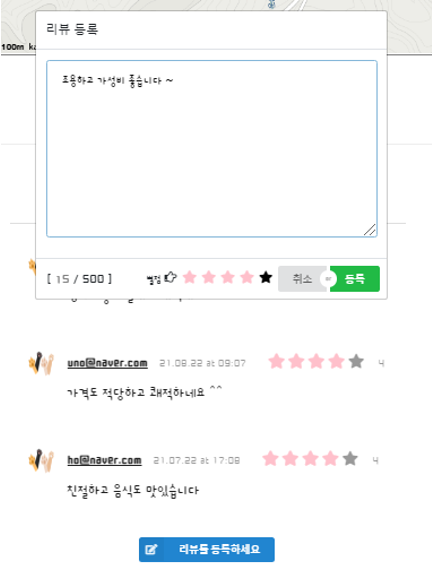 100m
리뷰 등록
조용하고 가성비 좋습니다 ~
[ 15 / 500 ]
별점
취소
or
등록
uno@naver.com 21.08.22 at 09:07 4
가격도 적당하고 쾌적하네요 ^^
ho@naver.com 21.07.22 at 17:08 4
친절하고 음식도 맛있습니다
리뷰를 등록하세요